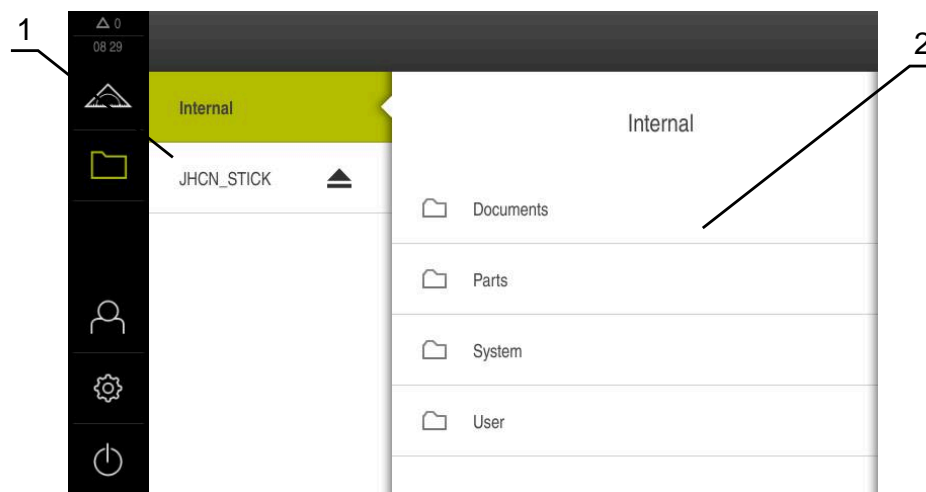 1
0
08 29
2
Internal
Internal
JHCN_STICK
Documents
Parts
System
User